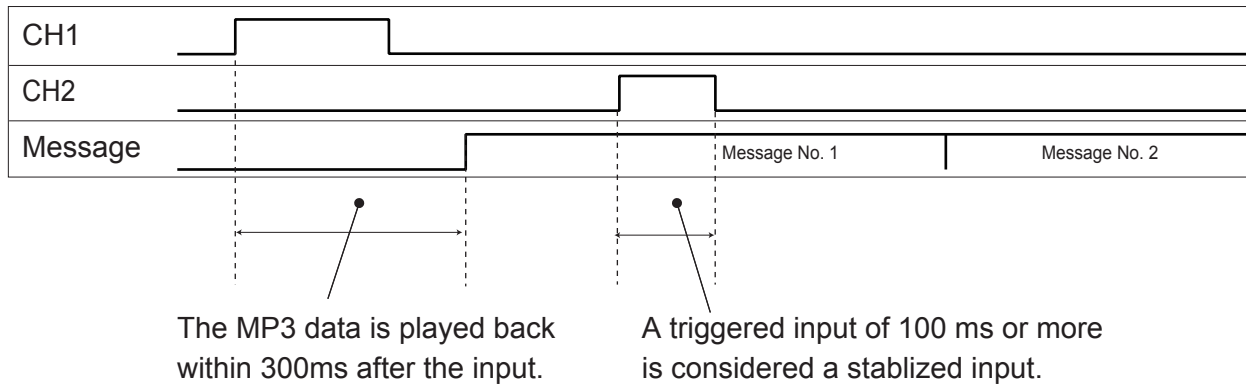 CH1
CH2
Message
Message No. 1
Message No. 2
The MP3 data is played back
within 300ms after the input.
A triggered input of 100 ms or more
is considered a stablized input.